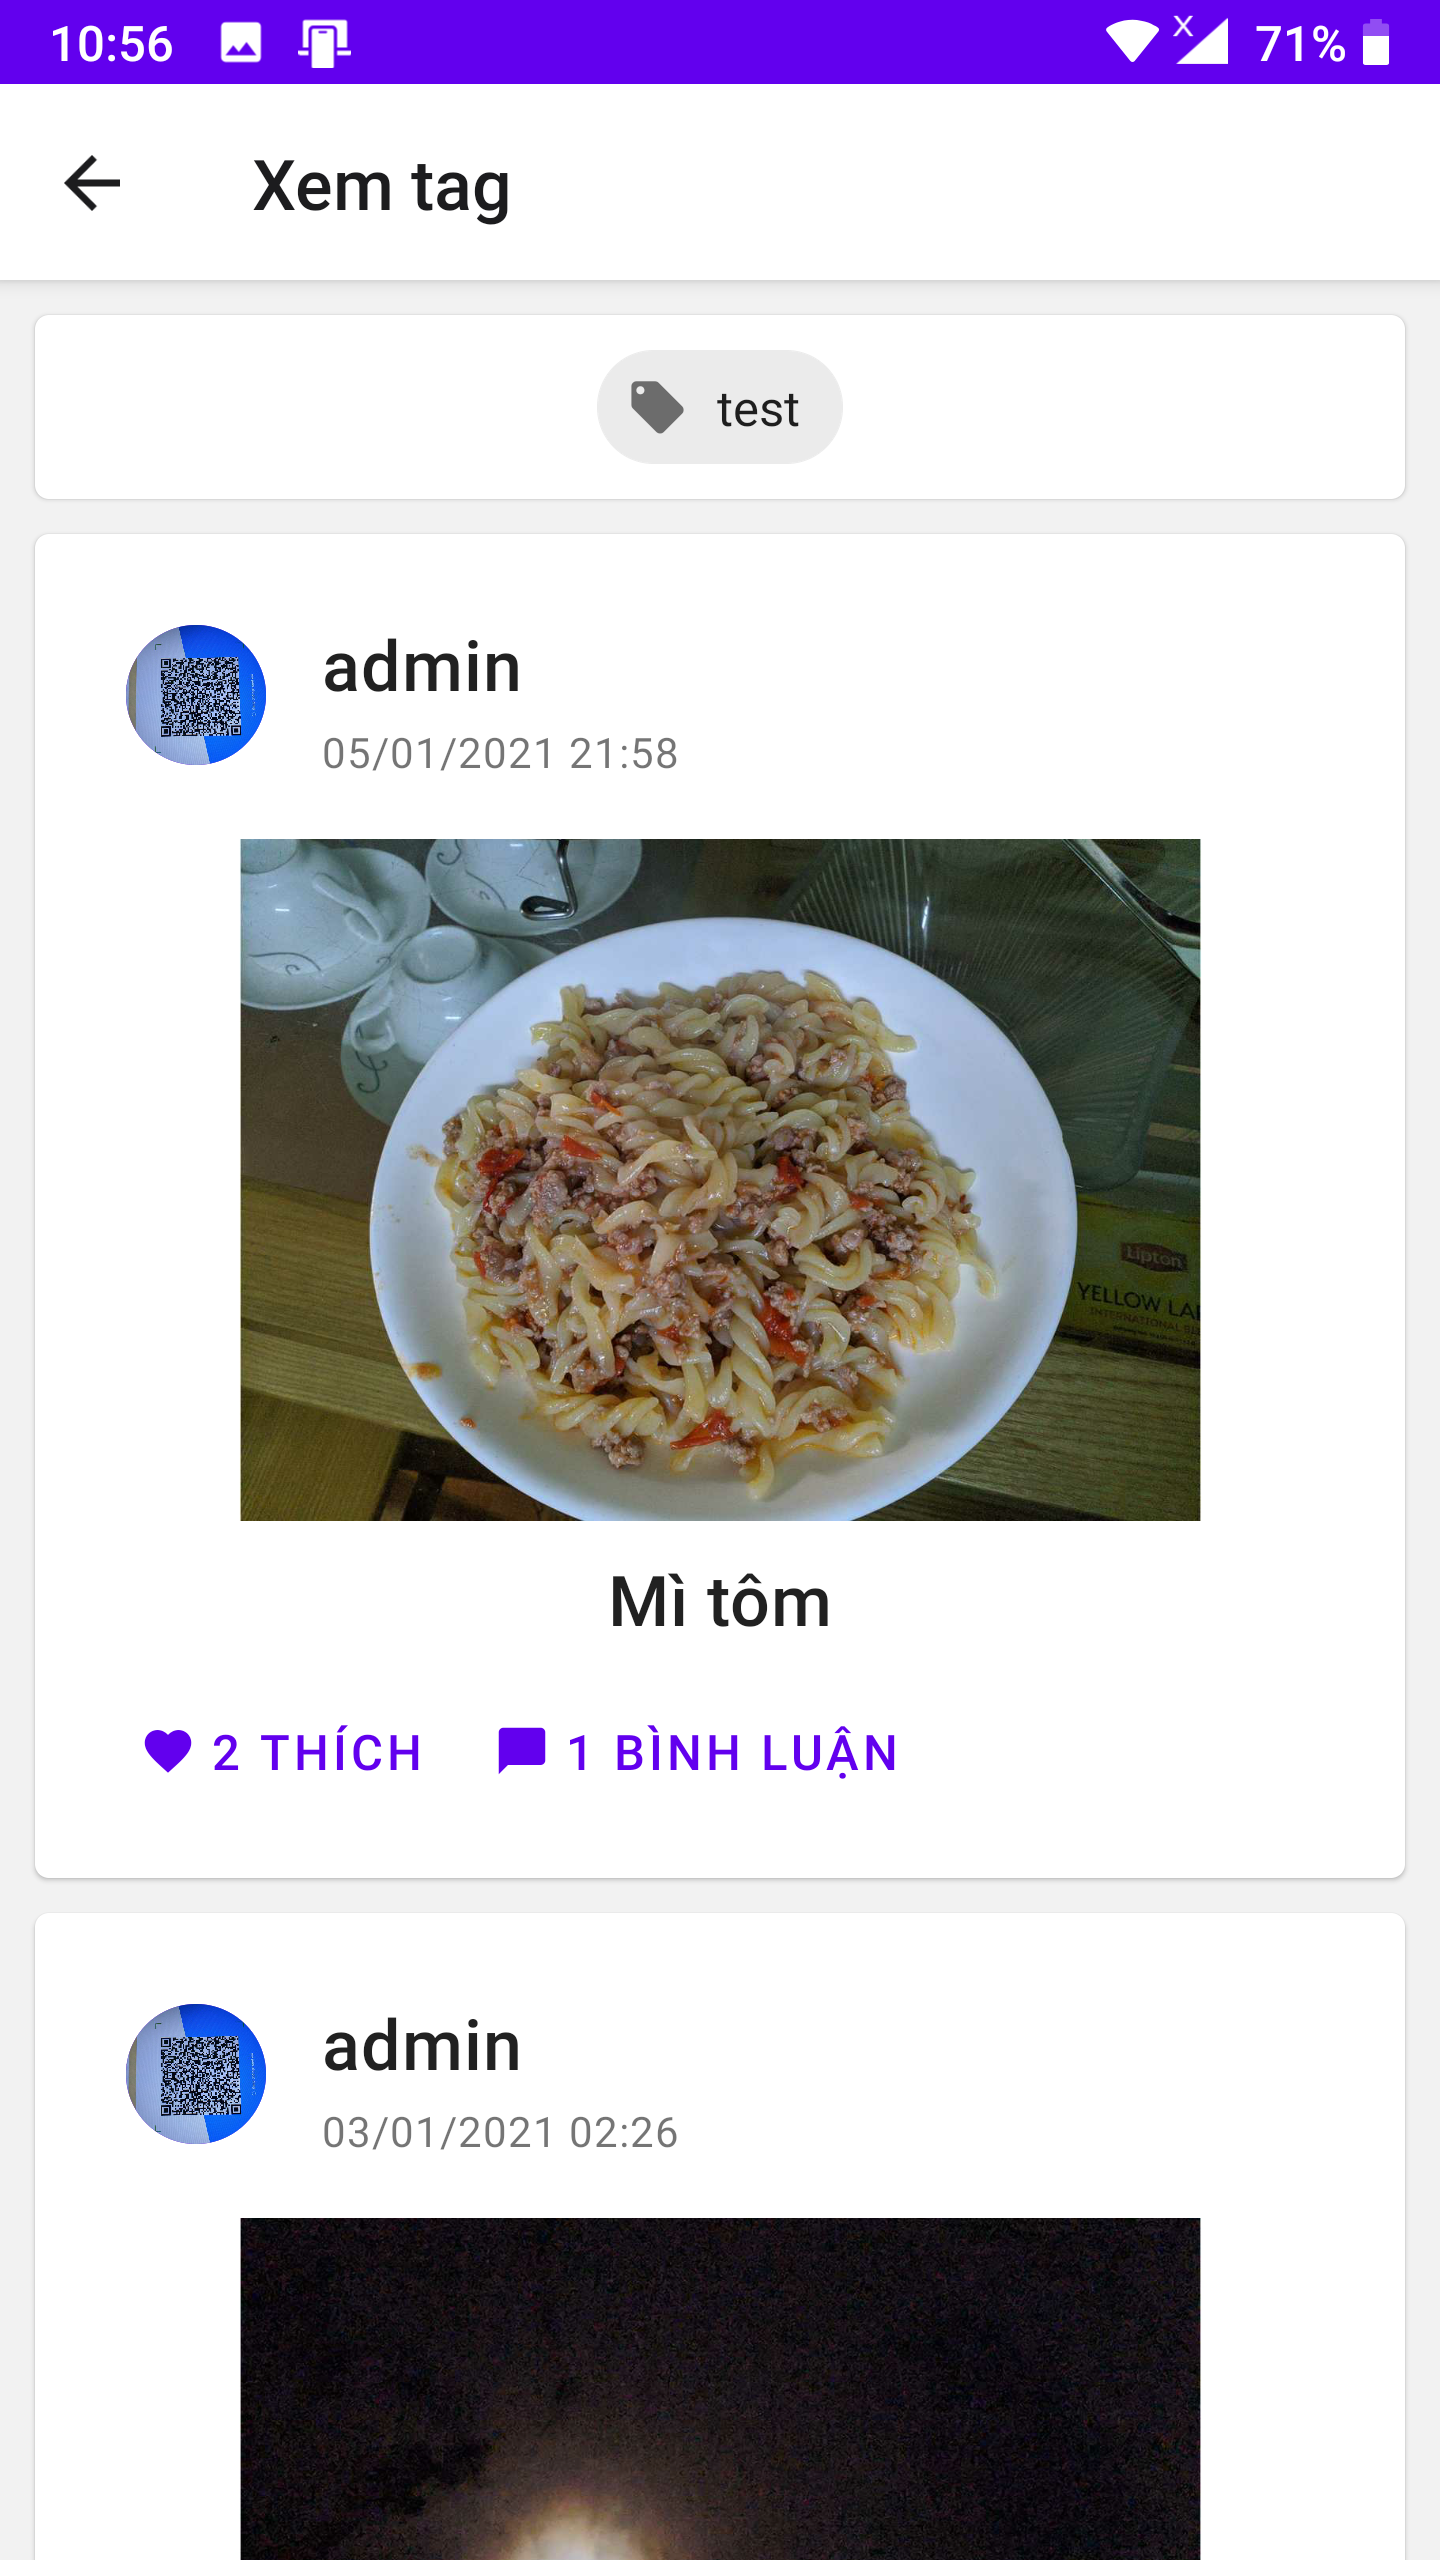 10:56
71%
Xem tag
test
admin
05/01/2021 21:58
Lipton
YELLOW LA
Mì tôm
2 THÍCH
1 BÌNH LUẬN
admin
03/01/2021 02:26